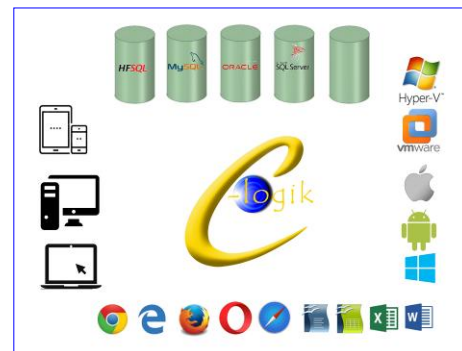 HFSQL
MySQL
ORACLE
SQL Server
Hyper-V
vmware
C-logik